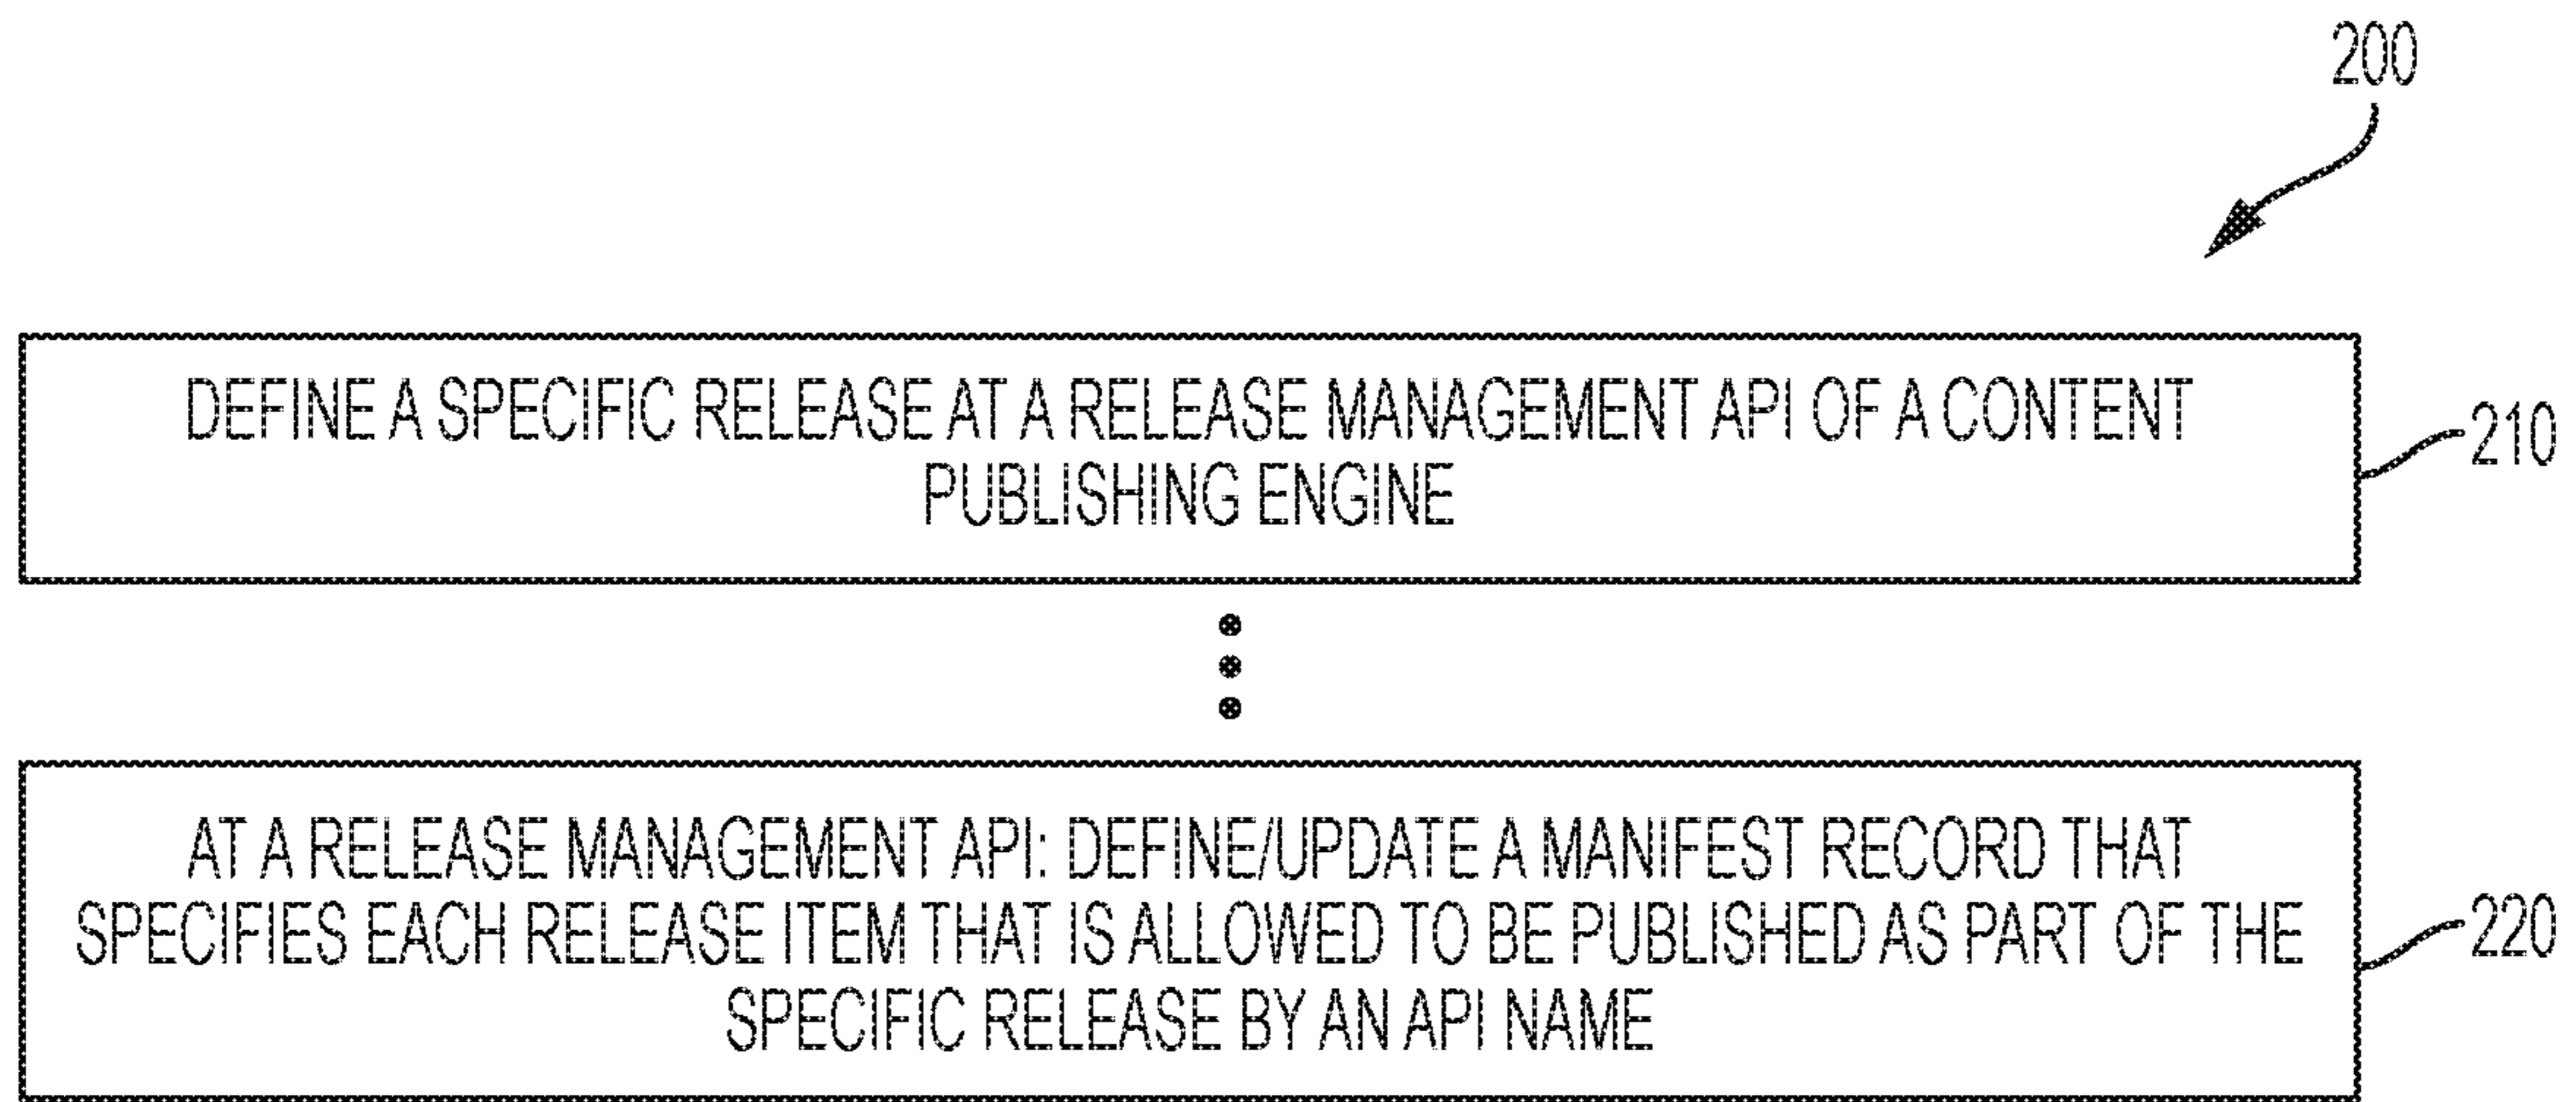 200
DEFINE A SPECIFIC RELEASE AT A RELEASE MANAGEMENT API OF A CONTENT
PUBLISHING ENGINE
210
AT A RELEASE MANAGEMENT API: DEFINE/UPDATE A MANIFEST RECORD THAT
SPECIFIES EACH RELEASE ITEM THAT IS ALLOWED TO BE PUBLISHED AS PART OF THE
SPECIFIC RELEASE BY AN API NAME
220